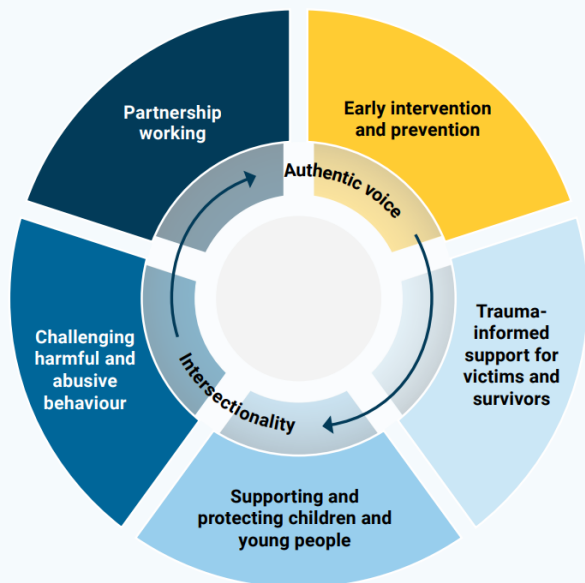 Partnership
working
Early intervention
and prevention
Authentic voice
Trauma-
informed
support for
victims and
survivors
Challenging
harmful and
abusive
behaviour
Intersectionality
Supporting and
protecting children and
young people